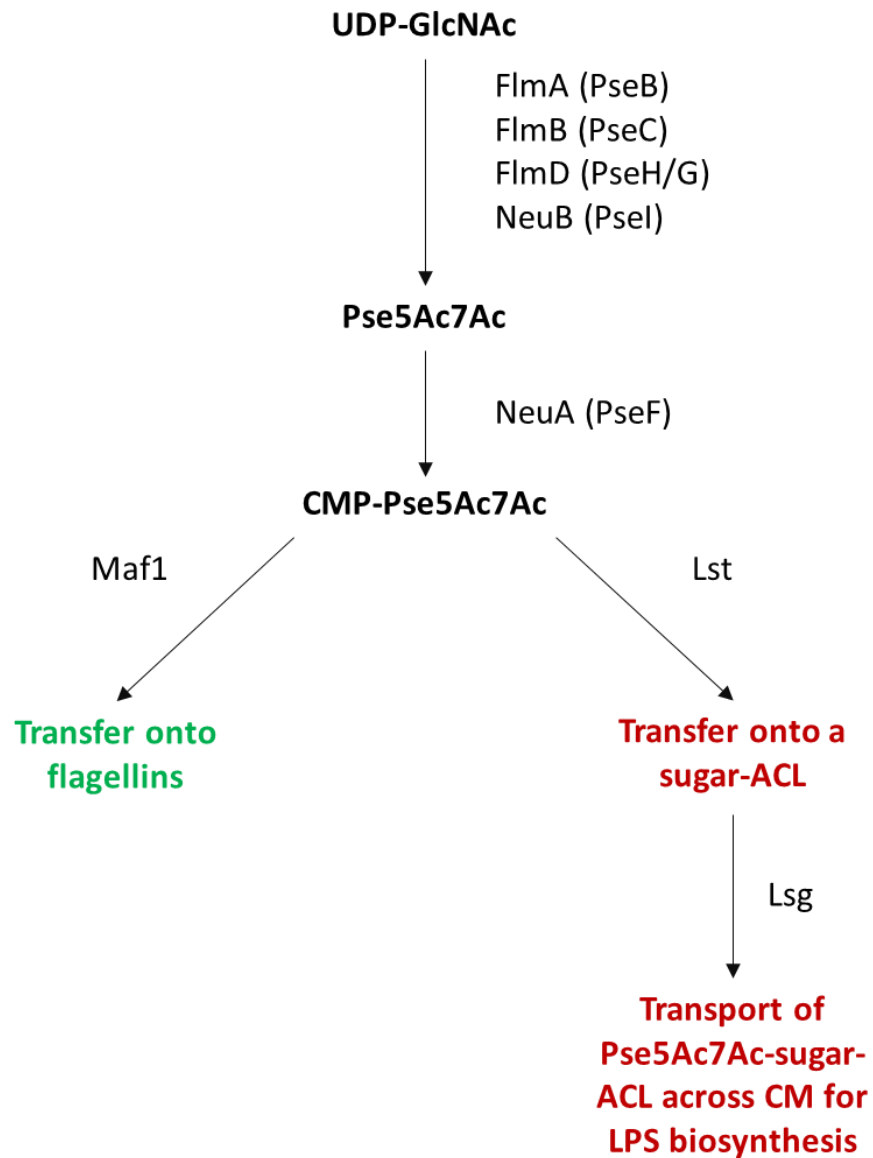 UDP-GlcNAc
FlmA (PseB)
FlmB (PseC)
FlmD (PseH/G)
NeuB (PseI)
Pse5Ac7Ac
NeuA (PseF)
CMP-Pse5Ac7Ac
Maf1
Lst
Transfer onto
flagellins
Transfer onto a
sugar-ACL
Lsg
Transport of
Pse5Ac7Ac-sugar-
ACL across CM for
LPS biosynthesis